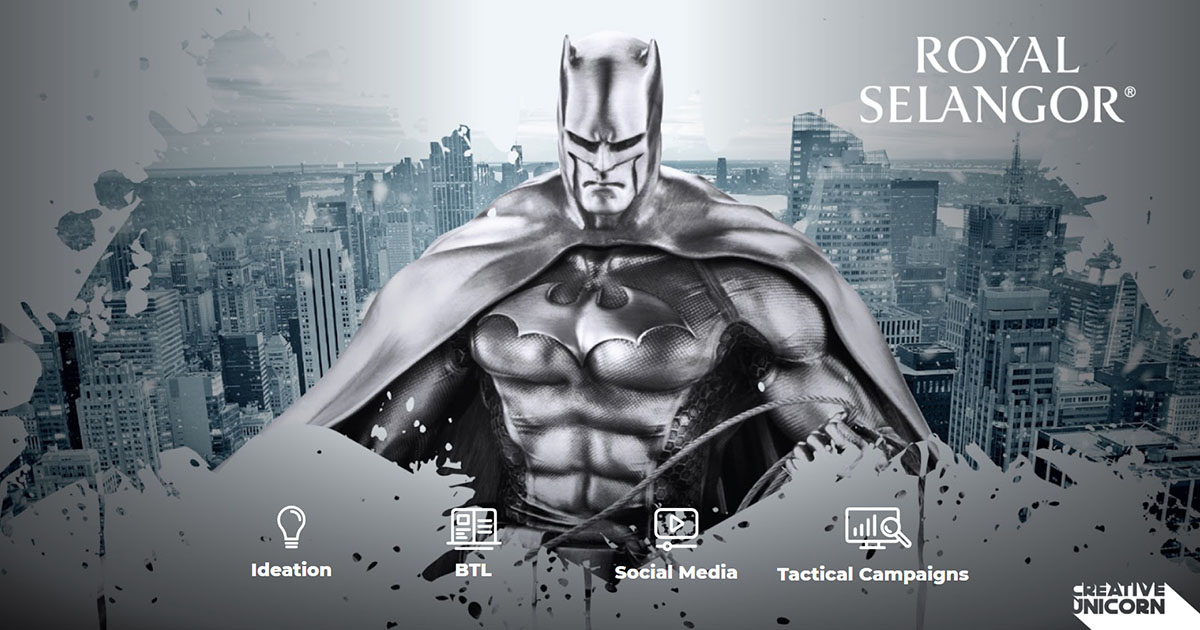 ROYAL
SELANGOR®
Ideation
BTL
Social Media
Tactical Campaigns
CREATIVE
UNICORN